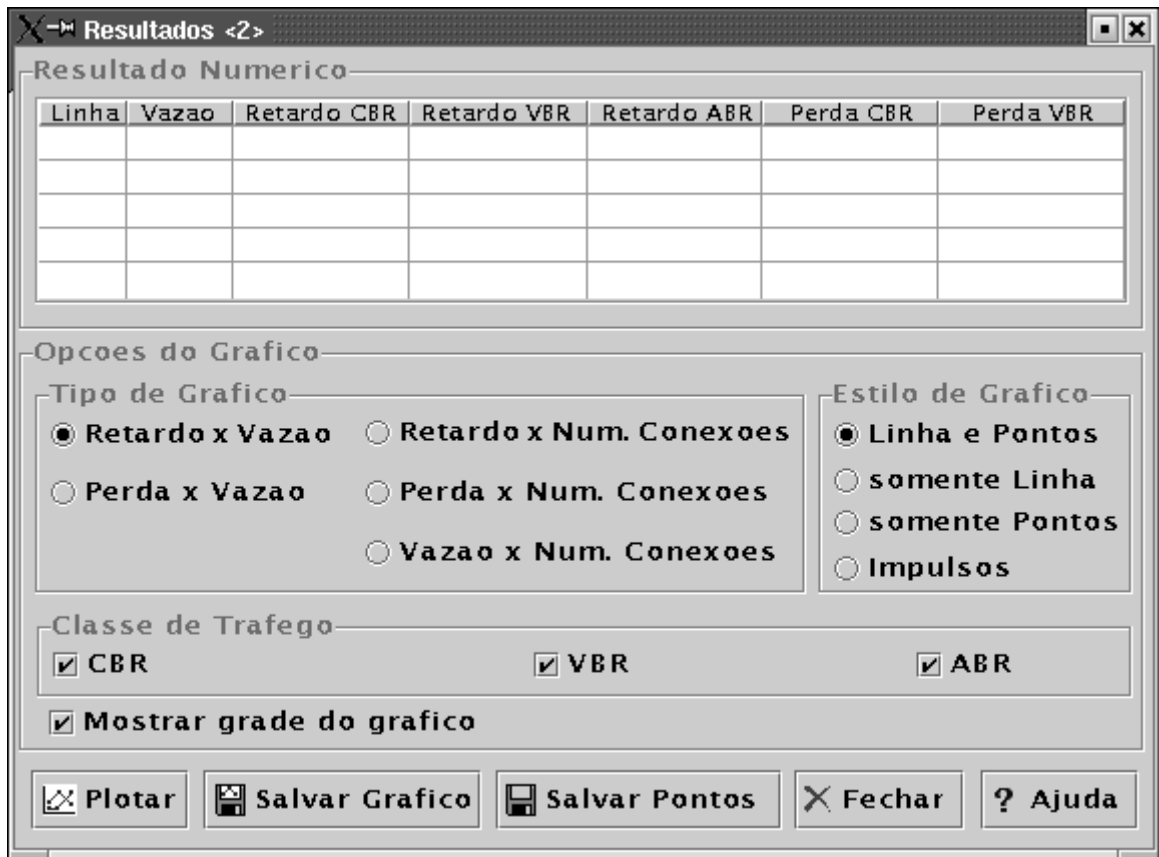 Resultados <2>
Resultado Numerico
Linha Vazao Retardo CBR Retardo VBR Retardo ABR Perda CBR Perda VBR
Opcoes do Grafico
Tipo de Grafico
Retardo x Vazao
Retardo x Num. Conexoes
Perda x Vazao
Perda x Num. Conexoes
Vazao x Num. Conexoes
Estilo de Grafico
Linha e Pontos
somente Linha
somente Pontos
Impulsos
Classe de Trafego
CBR VBR ABR
Mostrar grade do grafico
Plotar Salvar Grafico Salvar Pontos Fechar ? Ajuda